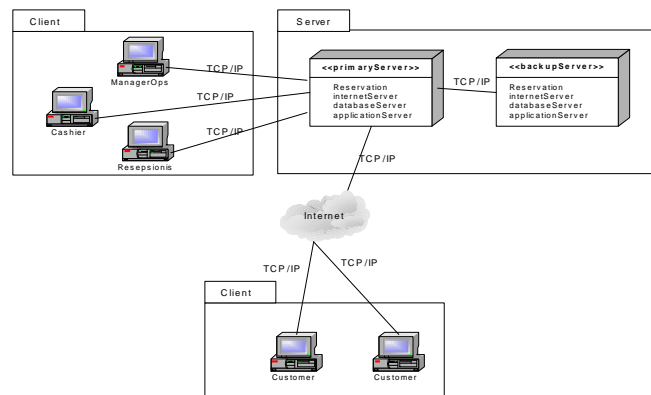 Client
Server
ManagerOps
TCP/IP
<<primaryServer>>
Reservation
internetServer
databaseServer
applicationServer
TCP/IP
<<backupServer>>
Reservation
internetServer
databaseServer
applicationServer
Cashier
TCP/IP
Resepsionis
TCP/IP
TCP/IP
Internet
TCP/IP
TCP/IP
Client
Customer
Customer